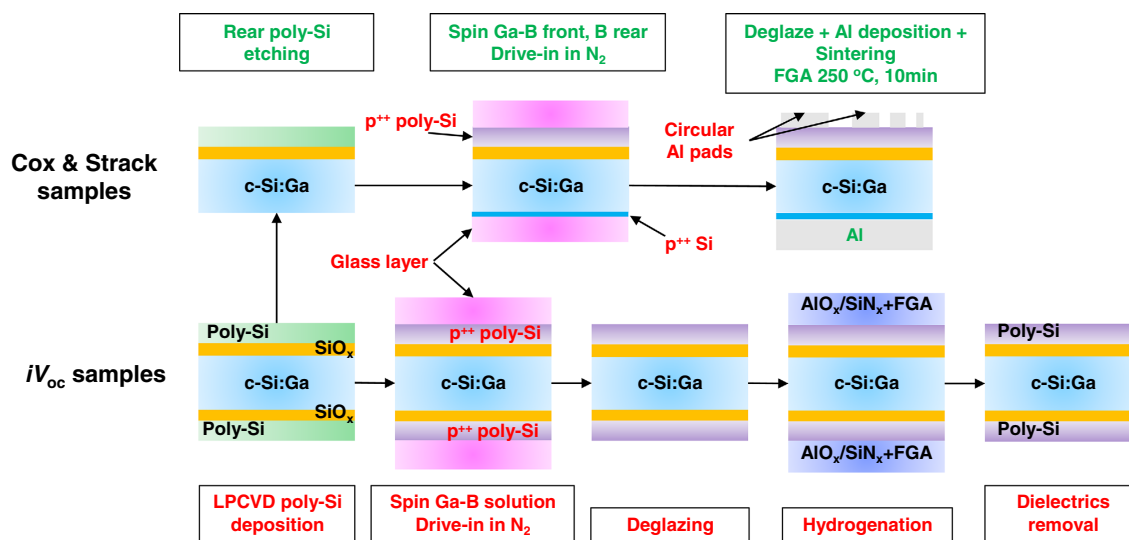 Rear poly-Si
etching
Spin Ga-B front, B rear
Drive-in in N₂
Deglaze + Al deposition +
Sintering
FGA 250 ºC, 10min
p⁺⁺ poly-Si
Circular
Al pads
Cox & Strack
samples
c-Si:Ga
c-Si:Ga
c-Si:Ga
Al
p⁺⁺ Si
Glass layer
AlOₓ/SiNₓ+FGA
Poly-Si
p⁺⁺ poly-Si
Poly-Si
SiOₓ
iVoc samples
c-Si:Ga
c-Si:Ga
c-Si:Ga
c-Si:Ga
c-Si:Ga
SiOₓ
Poly-Si
p⁺⁺ poly-Si
Poly-Si
AlOₓ/SiNₓ+FGA
LPCVD poly-Si
deposition
Spin Ga-B solution
Drive-in in N₂
Deglazing
Hydrogenation
Dielectrics
removal